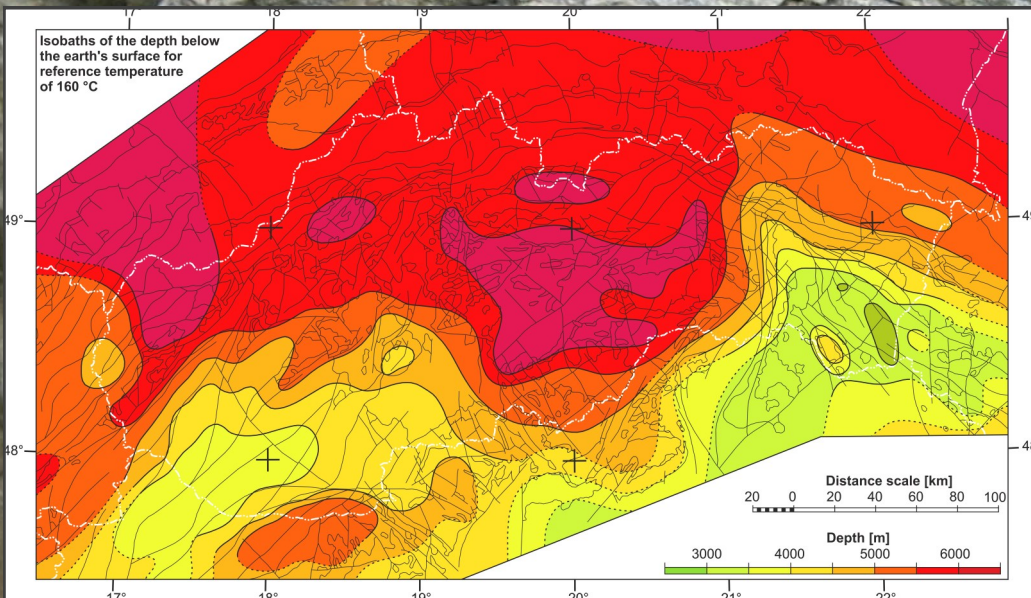 17° 18° 19° 20° 21° 22°
Isobaths of the depth below
the earth's surface for
reference temperature
of 160 °C
49° 49
48° 48
Distance scale [km]
20 0 20 40 60 80 100
Depth [m]
3000 4000 5000 6000
17° 18° 19° 20° 21° 22°